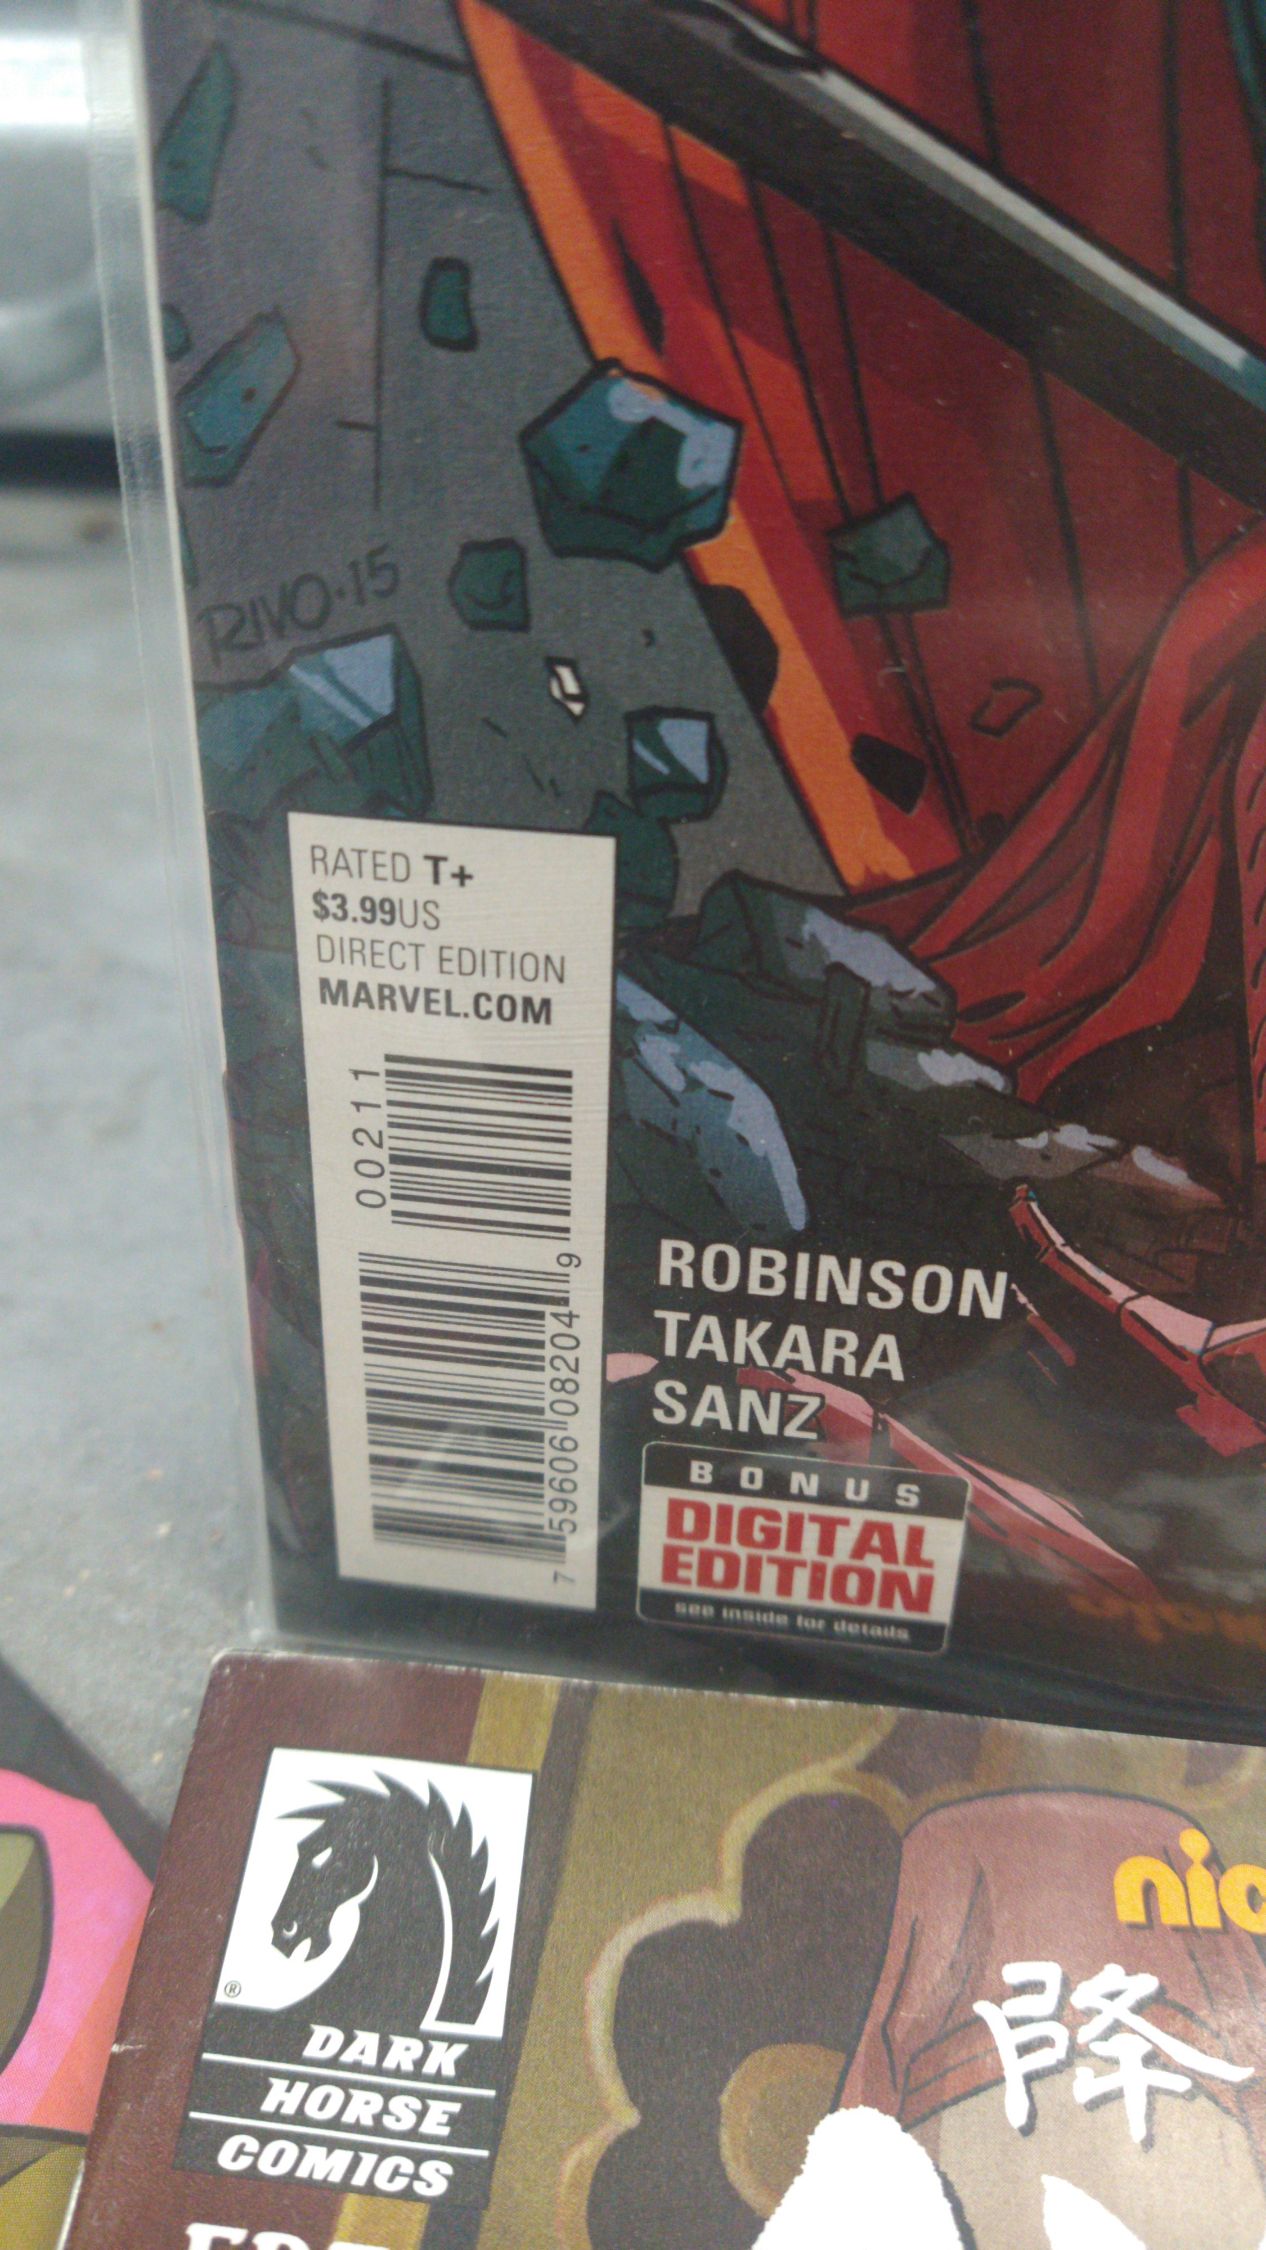 RIVO·15
RATED T+
$3.99US
DIRECT EDITION
MARVEL.COM
00211
7 59606 08204 9
ROBINSON
TAKARA
SANZ
BONUS
DIGITAL
EDITION
see inside for details
DARK
HORSE
COMICS
®
nic
降